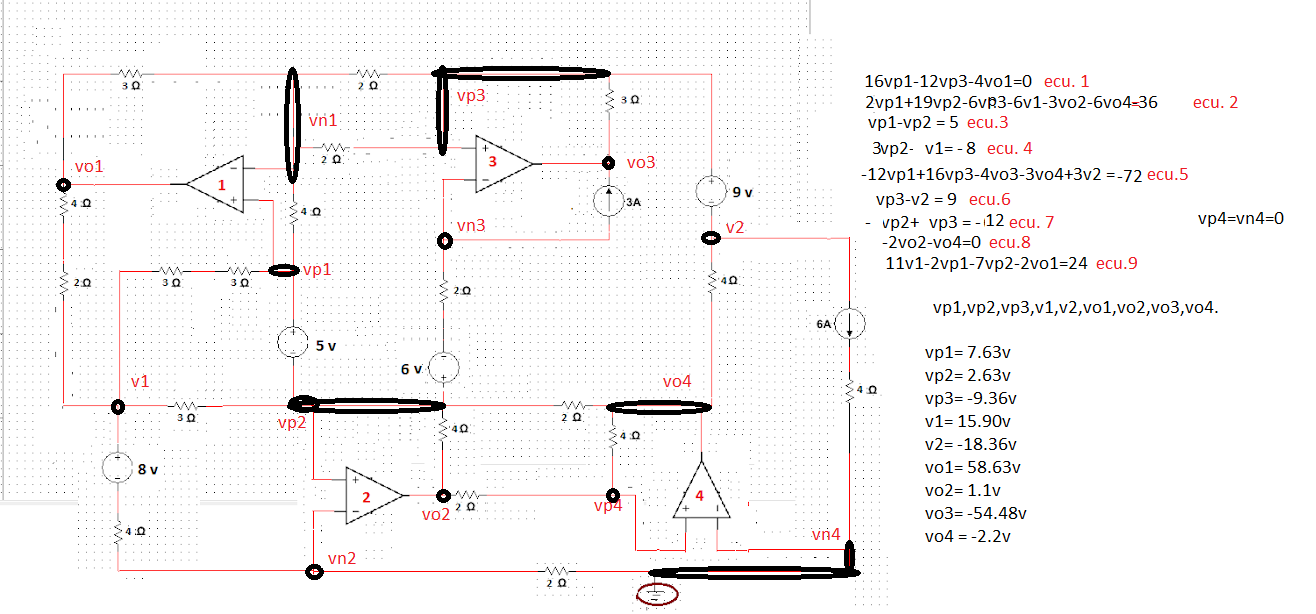 16vp1-12vp3-4vo1=0 ecu. 1
2vp1+19vp2-6vp3-6v1-3vo2-6vo4=36 ecu. 2
vp1-vp2 = 5 ecu.3
3vp2- v1= - 8 ecu. 4
-12vp1+16vp3-4vo3-3vo4+3v2 = -72 ecu.5
vp3-v2 = 9 ecu.6
- vp2+ vp3 = -12 ecu. 7
vp4=vn4=0
-2vo2-vo4=0 ecu.8
11v1-2vp1-7vp2-2vo1=24 ecu.9
vp1,vp2,vp3,v1,v2,vo1,vo2,vo3,vo4.
vp1= 7.63v
vp2= 2.63v
vp3= -9.36v
v1= 15.90v
v2= -18.36v
vo1= 58.63v
vo2= 1.1v
vo3= -54.48v
vo4 = -2.2v
3 Ω
2 Ω
vp3
3 Ω
vn1
2 Ω
+
-
3
vo3
vo1
-
+
1
9 v
+
-
4 Ω
4 Ω
3A
vn3
v2
3 Ω
3 Ω
vp1
2 Ω
2 Ω
4 Ω
6A
5 v
+
-
6 v
-
+
v1
vo4
4 Ω
3 Ω
vp2
2 Ω
4 Ω
4 Ω
8 v
+
-
2
+
-
vo2
2 Ω
vp4
4
+
-
4 Ω
vn4
vn2
2 Ω